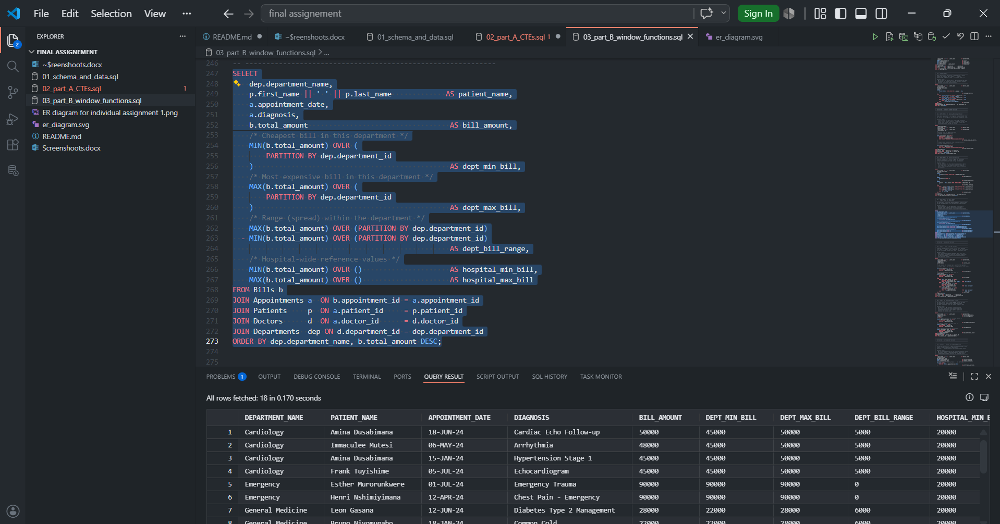 File Edit Selection View ··· final assignement Sign In
EXPLORER ···
FINAL ASSIGNEMENT
~$reenshoots.docx
01_schema_and_data.sql
02_part_A_CTEs.sql 1
03_part_B_window_functions.sql
ER diagram for individual assignment 1.png
er_diagram.svg
README.md
Screenshoots.docx
2
README.md ~$reenshoots.docx 01_schema_and_data.sql 02_part_A_CTEs.sql 1 03_part_B_window_functions.sql er_diagram.svg
03_part_B_window_functions.sql > ...
246 -- ------------------------------------------------------------
247 SELECT
248 dep.department_name,
249 p.first_name || ' ' || p.last_name AS patient_name,
250 a.appointment_date,
251 a.diagnosis,
252 b.total_amount AS bill_amount,
253 /* Cheapest bill in this department */
254 MIN(b.total_amount) OVER (
255 PARTITION BY dep.department_id
256 ) AS dept_min_bill,
257 /* Most expensive bill in this department */
258 MAX(b.total_amount) OVER (
259 PARTITION BY dep.department_id
260 ) AS dept_max_bill,
261 /* Range (spread) within the department */
262 MAX(b.total_amount) OVER (PARTITION BY dep.department_id)
263 - MIN(b.total_amount) OVER (PARTITION BY dep.department_id)
264 AS dept_bill_range,
265 /* Hospital-wide reference values */
266 MIN(b.total_amount) OVER () AS hospital_min_bill,
267 MAX(b.total_amount) OVER () AS hospital_max_bill
268 FROM Bills b
269 JOIN Appointments a ON b.appointment_id = a.appointment_id
270 JOIN Patients p ON a.patient_id = p.patient_id
271 JOIN Doctors d ON a.doctor_id = d.doctor_id
272 JOIN Departments dep ON d.department_id = dep.department_id
273 ORDER BY dep.department_name, b.total_amount DESC;
274
275
PROBLEMS 1 OUTPUT DEBUG CONSOLE TERMINAL PORTS QUERY RESULT SCRIPT OUTPUT SQL HISTORY TASK MONITOR
All rows fetched: 18 in 0.170 seconds
DEPARTMENT_NAME PATIENT_NAME APPOINTMENT_DATE DIAGNOSIS BILL_AMOUNT DEPT_MIN_BILL DEPT_MAX_BILL DEPT_BILL_RANGE HOSPITAL_MIN_B
1 Cardiology Amina Dusabimana 18-JUN-24 Cardiac Echo Follow-up 50000 45000 50000 5000 20000
2 Cardiology Immaculee Mutesi 06-MAY-24 Arrhythmia 48000 45000 50000 5000 20000
3 Cardiology Amina Dusabimana 15-JAN-24 Hypertension Stage 1 45000 45000 50000 5000 20000
4 Cardiology Frank Tuyishime 05-JUL-24 Echocardiogram 45000 45000 50000 5000 20000
5 Emergency Esther Murorunkwere 01-JUL-24 Emergency Trauma 90000 90000 90000 0 20000
6 Emergency Henri Nshimiyimana 12-APR-24 Chest Pain - Emergency 90000 90000 90000 0 20000
7 General Medicine Leon Gasana 12-JUN-24 Diabetes Type 2 Management 28000 22000 28000 6000 20000
8 General Medicine Bruno Niyomugabo 18-JAN-24 Common Cold 22000 22000 28000 6000 20000